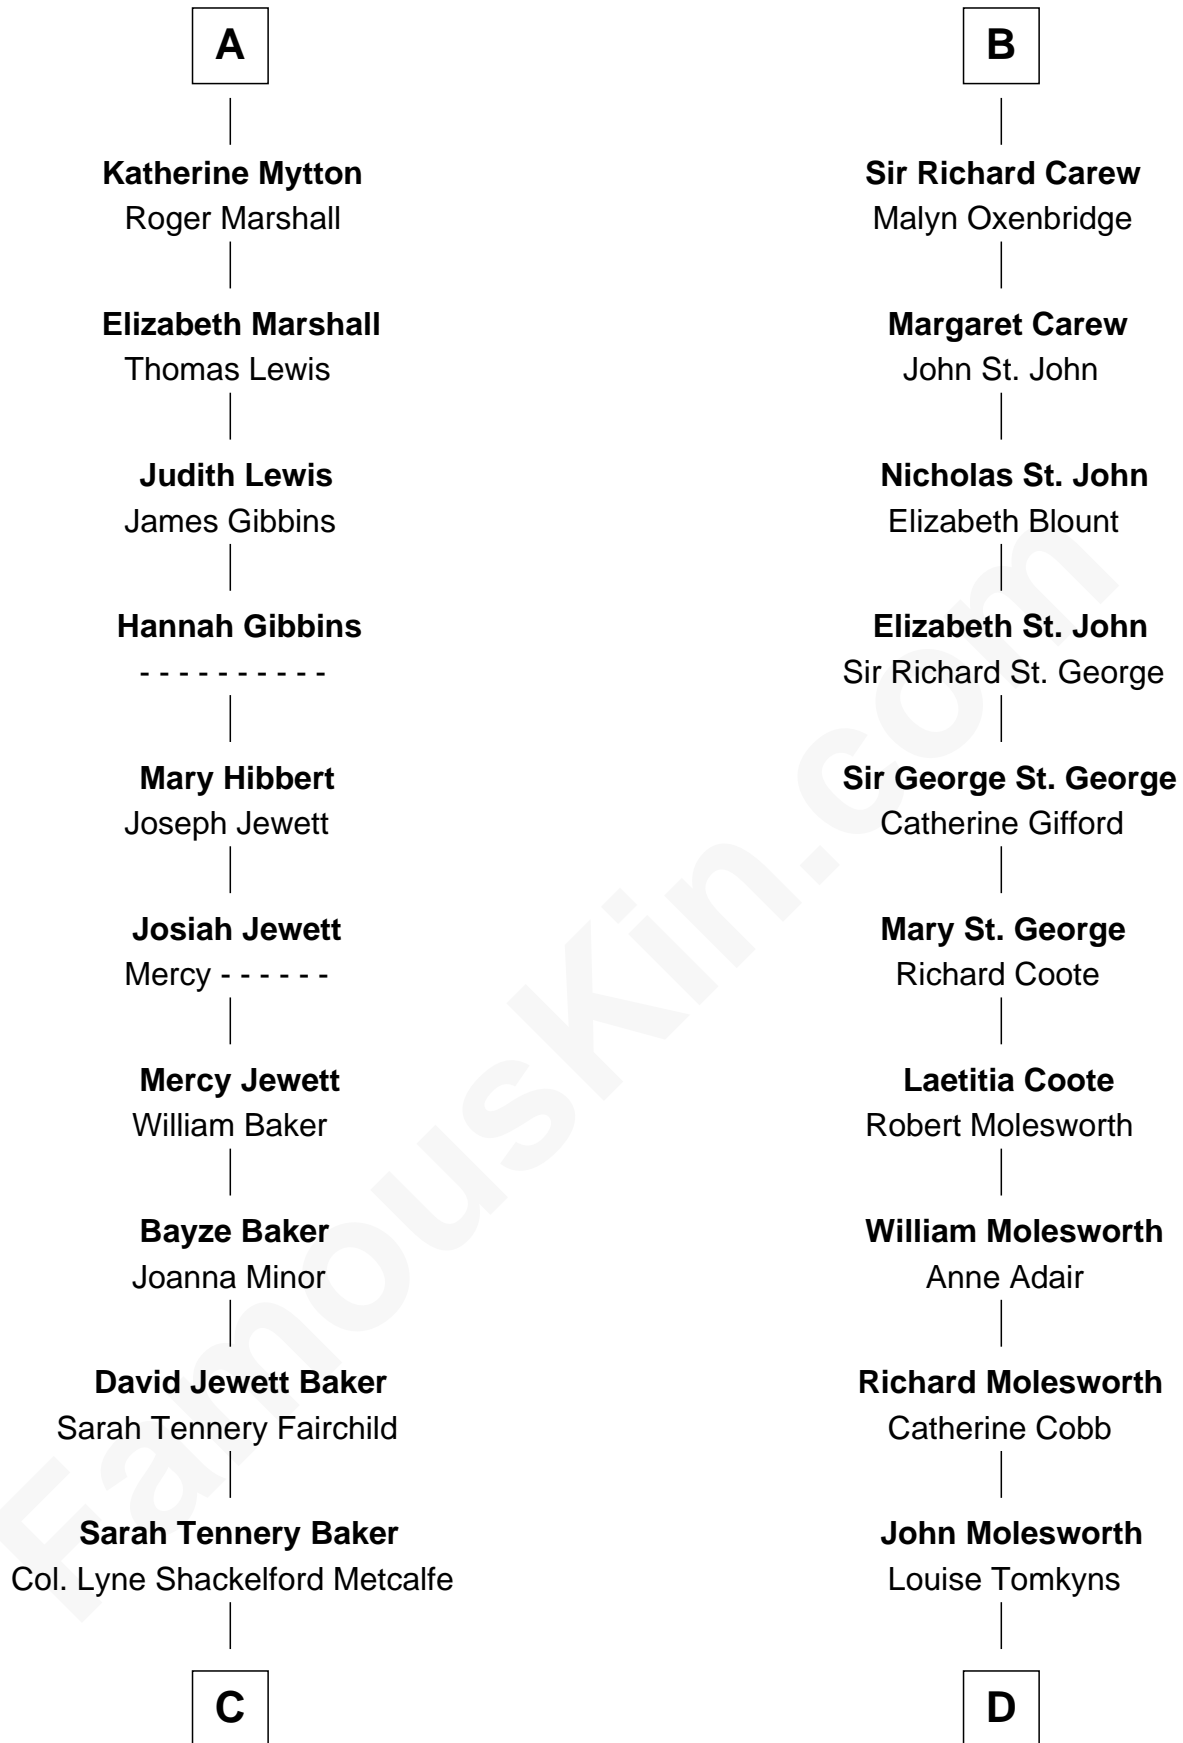 A
Katherine Mytton
Roger Marshall
Elizabeth Marshall
Thomas Lewis
Judith Lewis
James Gibbins
Hannah Gibbins
- - - - - - - - - -
Mary Hibbert
Joseph Jewett
Josiah Jewett
Mercy - - - - - -
Mercy Jewett
William Baker
Bayze Baker
Joanna Minor
David Jewett Baker
Sarah Tennery Fairchild
Sarah Tennery Baker
Col. Lyne Shackelford Metcalfe
C
B
Sir Richard Carew
Malyn Oxenbridge
Margaret Carew
John St. John
Nicholas St. John
Elizabeth Blount
Elizabeth St. John
Sir Richard St. George
Sir George St. George
Catherine Gifford
Mary St. George
Richard Coote
Laetitia Coote
Robert Molesworth
William Molesworth
Anne Adair
Richard Molesworth
Catherine Cobb
John Molesworth
Louise Tomkyns
D
FamousKin.com